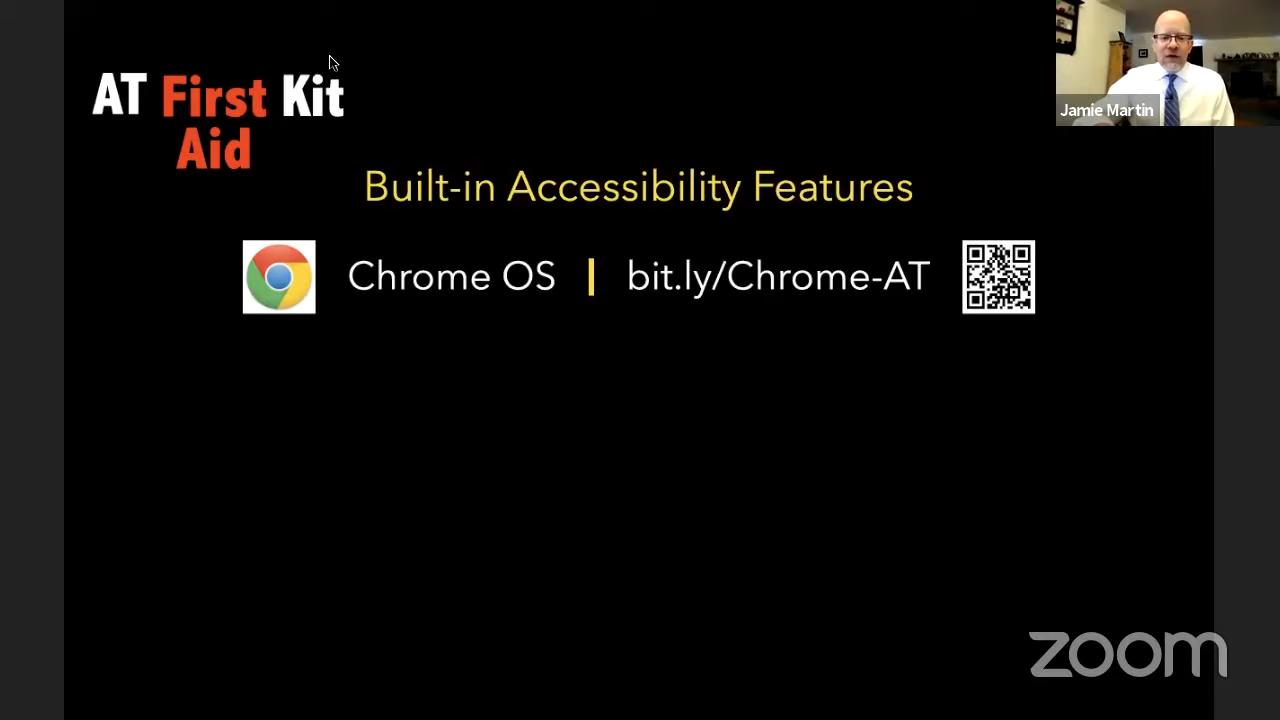 Jamie Martin
AT First Kit
Aid
Built-in Accessibility Features
Chrome OS | bit.ly/Chrome-AT
zoom